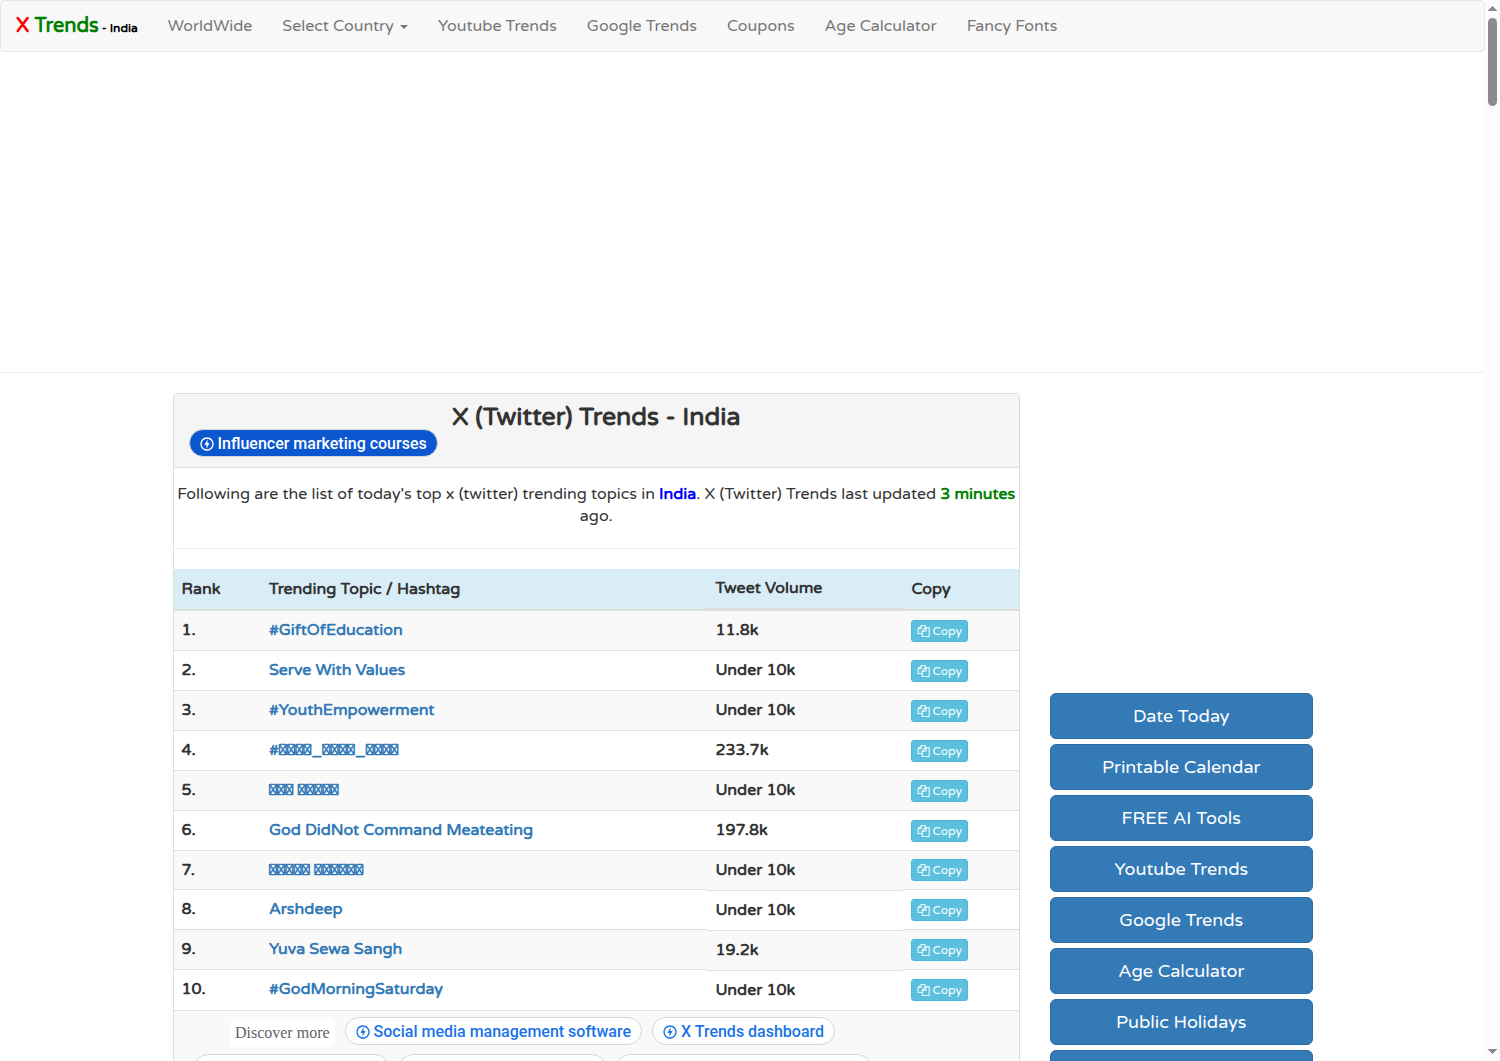 X Trends - India WorldWide Select Country Youtube Trends Google Trends Coupons Age Calculator Fancy Fonts
X (Twitter) Trends - India
Influencer marketing courses
Following are the list of today's top x (twitter) trending topics in India. X (Twitter) Trends last updated 3 minutes
ago.
Rank Trending Topic / Hashtag Tweet Volume Copy
1. #GiftOfEducation 11.8k Copy
2. Serve With Values Under 10k Copy
3. #YouthEmpowerment Under 10k Copy
4. 233.7k Copy
5. Under 10k Copy
6. God DidNot Command Meateating 197.8k Copy
7. Under 10k Copy
8. Arshdeep Under 10k Copy
9. Yuva Sewa Sangh 19.2k Copy
10. #GodMorningSaturday Under 10k Copy
Discover more Social media management software X Trends dashboard
Date Today
Printable Calendar
FREE AI Tools
Youtube Trends
Google Trends
Age Calculator
Public Holidays